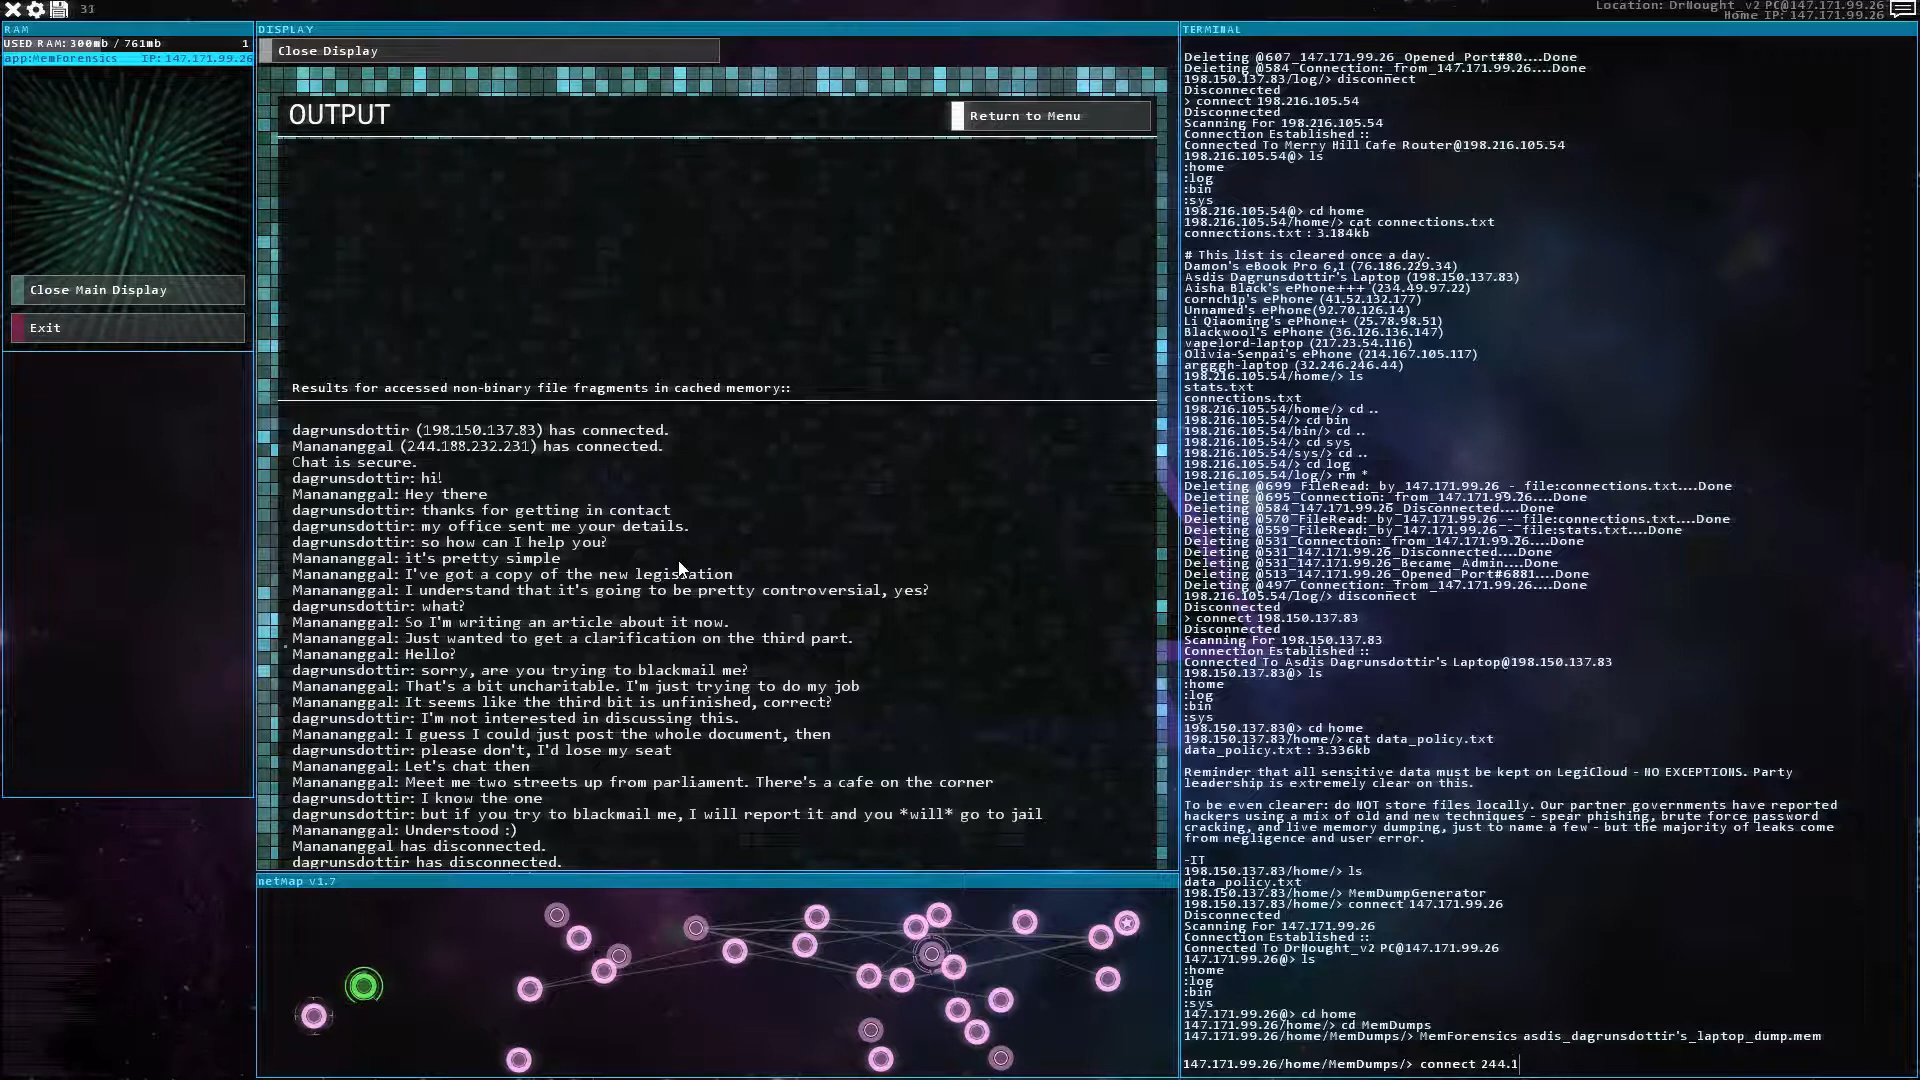 31
Location: DrNought_v2 PC@147.171.99.26
Home IP: 147.171.99.26
RAM
USED RAM: 300mb / 761mb 1
app:MemForensics IP: 147.171.99.26
Close Main Display
Exit
DISPLAY
Close Display
OUTPUT
Return to Menu
Results for accessed non-binary file fragments in cached memory::
dagrunsdottir (198.150.137.83) has connected.
Manananggal (244.188.232.231) has connected.
Chat is secure.
dagrunsdottir: hi!
Manananggal: Hey there
dagrunsdottir: thanks for getting in contact
dagrunsdottir: my office sent me your details.
dagrunsdottir: so how can I help you?
Manananggal: it's pretty simple
Manananggal: I've got a copy of the new legislation
Manananggal: I understand that it's going to be pretty controversial, yes?
dagrunsdottir: what?
Manananggal: So I'm writing an article about it now.
Manananggal: Just wanted to get a clarification on the third part.
Manananggal: Hello?
dagrunsdottir: sorry, are you trying to blackmail me?
Manananggal: That's a bit uncharitable. I'm just trying to do my job
Manananggal: It seems like the third bit is unfinished, correct?
dagrunsdottir: I'm not interested in discussing this.
Manananggal: I guess I could just post the whole document, then
dagrunsdottir: please don't, I'd lose my seat
Manananggal: Let's chat then
Manananggal: Meet me two streets up from parliament. There's a cafe on the corner
dagrunsdottir: I know the one
dagrunsdottir: but if you try to blackmail me, I will report it and you *will* go to jail
Manananggal: Understood :)
Manananggal has disconnected.
dagrunsdottir has disconnected.
netMap v1.7
TERMINAL
Deleting @607_147.171.99.26_Opened_Port#80....Done
Deleting @584_Connection:_from_147.171.99.26....Done
198.150.137.83/log/> disconnect
Disconnected
> connect 198.216.105.54
Disconnected
Scanning For 198.216.105.54
Connection Established ::
Connected To Merry Hill Cafe Router@198.216.105.54
198.216.105.54@> ls
:home
:log
:bin
:sys
198.216.105.54@> cd home
198.216.105.54/home/> cat connections.txt
connections.txt : 3.184kb
# This list is cleared once a day.
Damon's eBook Pro 6,1 (76.186.229.34)
Asdis Dagrunsdottir's Laptop (198.150.137.83)
Aisha Black's ePhone+++ (234.49.97.22)
cornch1p's ePhone (41.52.132.177)
Unnamed's ePhone(92.70.126.14)
Li Qiaoming's ePhone+ (25.78.98.51)
Blackwool's ePhone (36.126.136.147)
vapelord-laptop (217.23.54.116)
Olivia-Senpai's ePhone (214.167.105.117)
argggh-laptop (32.246.246.44)
198.216.105.54/home/> ls
stats.txt
connections.txt
198.216.105.54/home/> cd ..
198.216.105.54/> cd bin
198.216.105.54/bin/> cd ..
198.216.105.54/> cd sys
198.216.105.54/sys/> cd ..
198.216.105.54/> cd log
198.216.105.54/log/> rm *
Deleting @699_FileRead:_by_147.171.99.26_-_file:connections.txt....Done
Deleting @695_Connection:_from_147.171.99.26....Done
Deleting @584_147.171.99.26_Disconnected....Done
Deleting @570_FileRead:_by_147.171.99.26_-_file:connections.txt....Done
Deleting @559_FileRead:_by_147.171.99.26_-_file:stats.txt....Done
Deleting @531_Connection:_from_147.171.99.26....Done
Deleting @531_147.171.99.26_Disconnected....Done
Deleting @531_147.171.99.26_Became_Admin....Done
Deleting @513_147.171.99.26_Opened_Port#6881....Done
Deleting @497_Connection:_from_147.171.99.26....Done
198.216.105.54/log/> disconnect
Disconnected
> connect 198.150.137.83
Disconnected
Scanning For 198.150.137.83
Connection Established ::
Connected To Asdis Dagrunsdottir's Laptop@198.150.137.83
198.150.137.83@> ls
:home
:log
:bin
:sys
198.150.137.83@> cd home
198.150.137.83/home/> cat data_policy.txt
data_policy.txt : 3.336kb
Reminder that all sensitive data must be kept on LegiCloud - NO EXCEPTIONS. Party
leadership is extremely clear on this.
To be even clearer: do NOT store files locally. Our partner governments have reported
hackers using a mix of old and new techniques - spear phishing, brute force password
cracking, and live memory dumping, just to name a few - but the majority of leaks come
from negligence and user error.
-IT
198.150.137.83/home/> ls
data_policy.txt
198.150.137.83/home/> MemDumpGenerator
198.150.137.83/home/> connect 147.171.99.26
Disconnected
Scanning For 147.171.99.26
Connection Established ::
Connected To DrNought_v2 PC@147.171.99.26
147.171.99.26@> ls
:home
:log
:bin
:sys
147.171.99.26@> cd home
147.171.99.26/home/> cd MemDumps
147.171.99.26/home/MemDumps/> MemForensics asdis_dagrunsdottir's_laptop_dump.mem
147.171.99.26/home/MemDumps/> connect 244.1